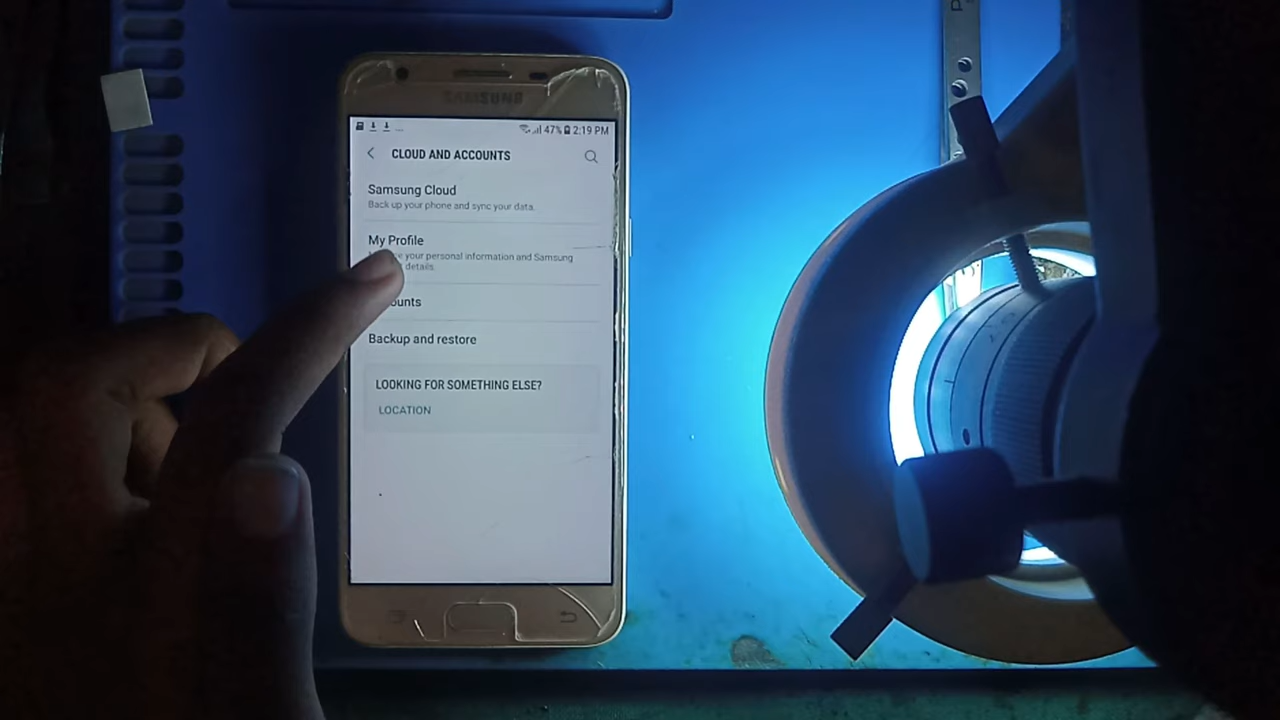 SAMSUNG
... 47% 2:19 PM
CLOUD AND ACCOUNTS
Samsung Cloud
Back up your phone and sync your data.
My Profile
your personal information and Samsung
details.
ounts
Backup and restore
LOOKING FOR SOMETHING ELSE?
LOCATION
P